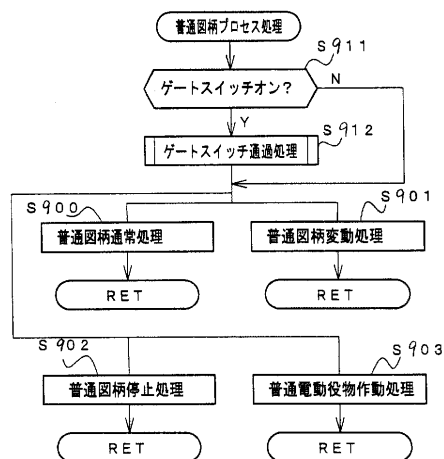 普通図柄プロセス処理
S911
ゲートスイッチオン?
N
Y
S912
ゲートスイッチ通過処理
S900
S901
普通図柄通常処理
普通図柄変動処理
RET
RET
S902
S903
普通図柄停止処理
普通電動役物作動処理
RET
RET